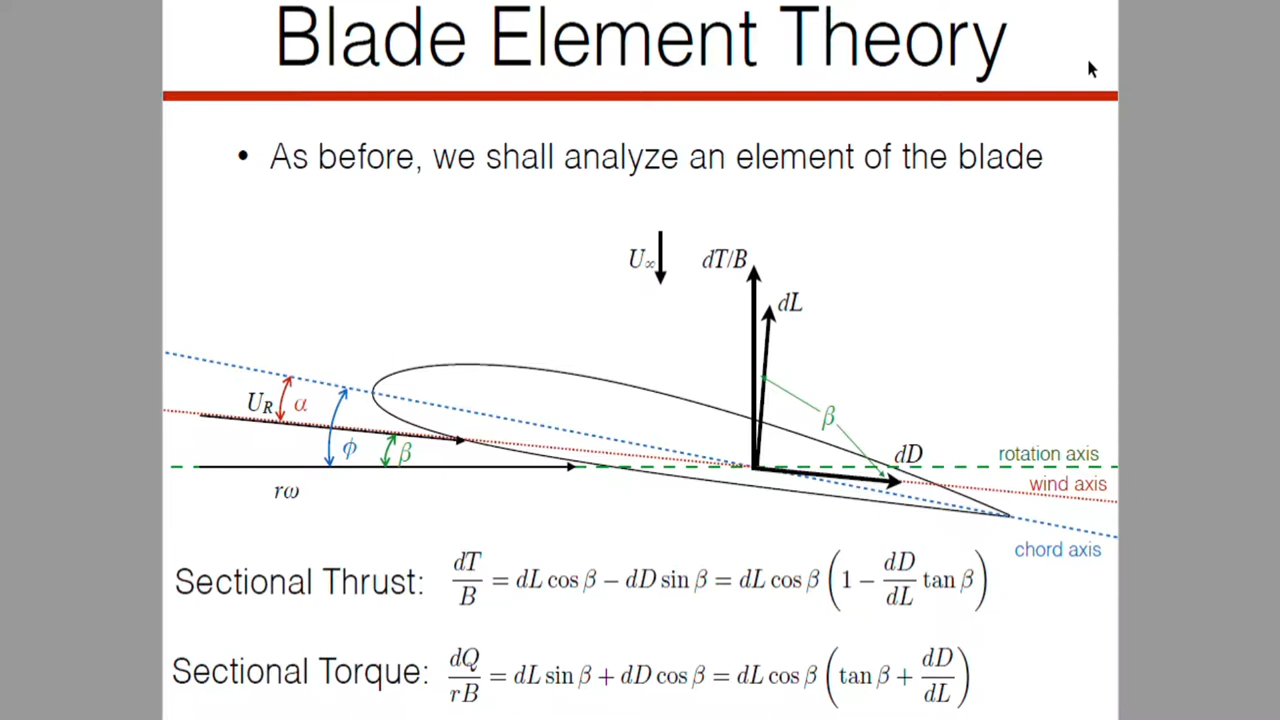 Blade Element Theory
• As before, we shall analyze an element of the blade
U∞ dT/B
dL
U_R α
ϕ β
β
dD
rotation axis
wind axis
rω
chord axis
Sectional Thrust: dT/B = dL cos β − dD sin β = dL cos β (1 − dD/dL tan β)
Sectional Torque: dQ/rB = dL sin β + dD cos β = dL cos β (tan β + dD/dL)